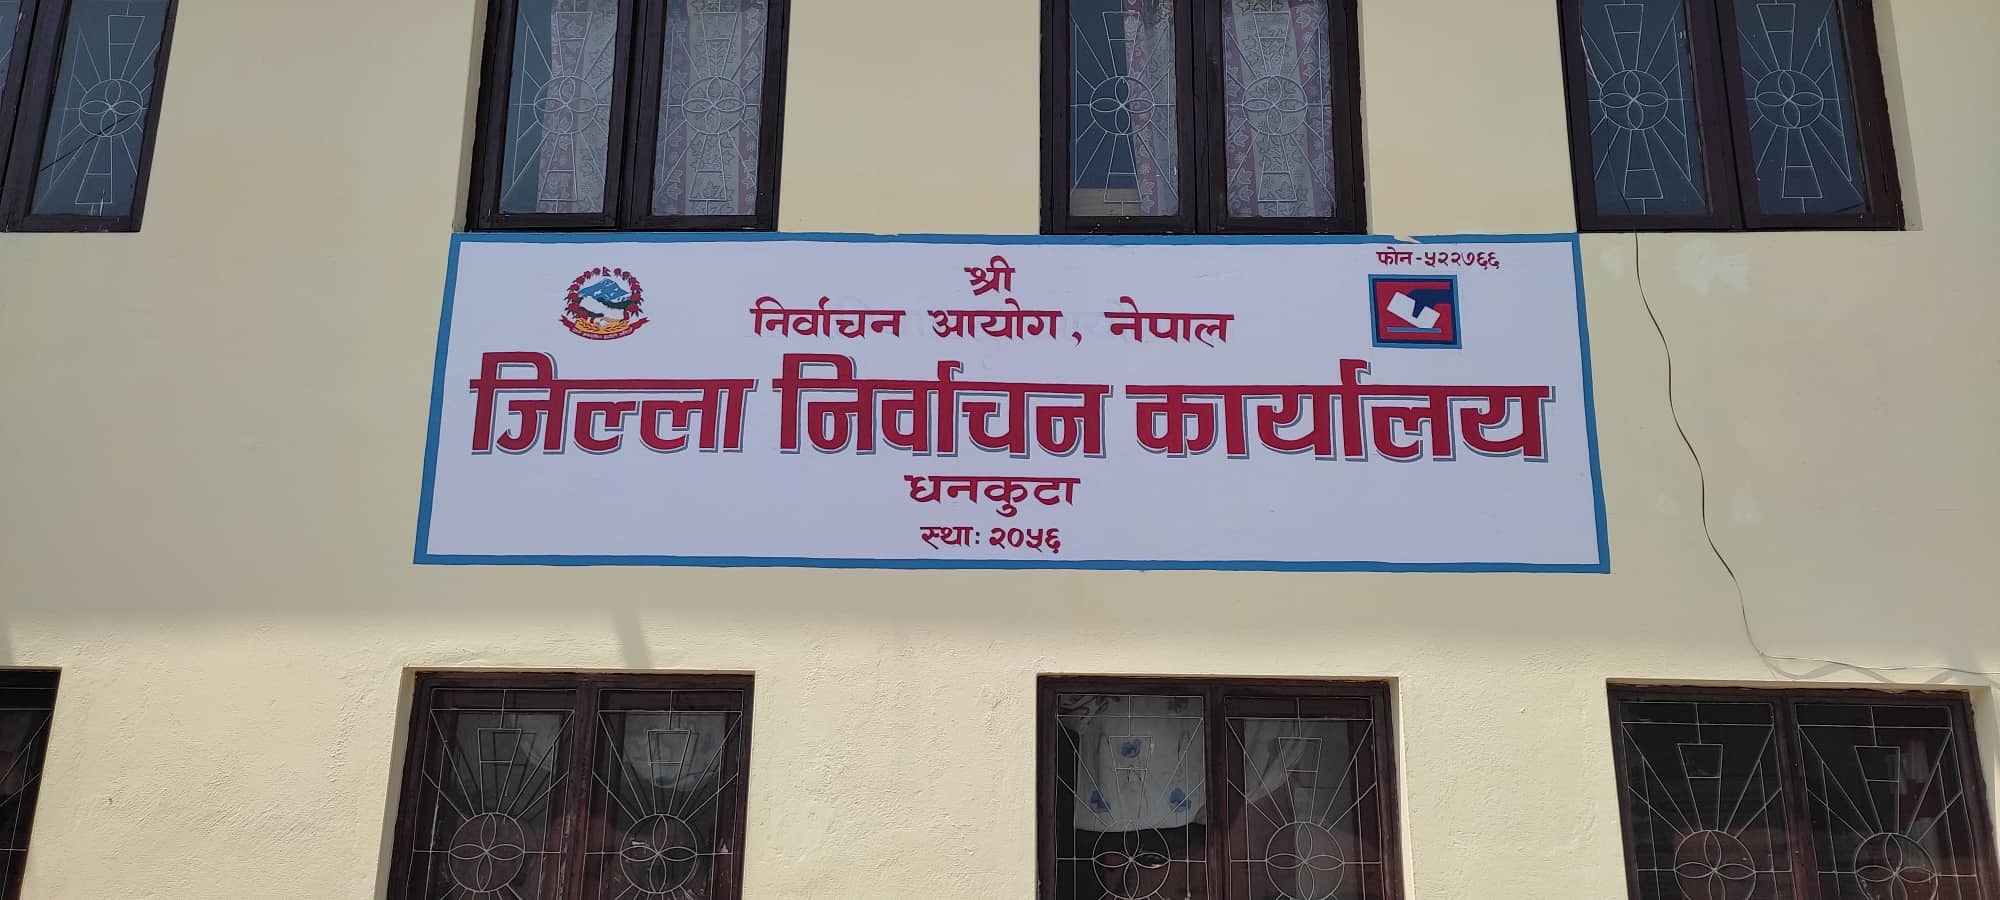 फोन-५२२७६६
श्री
निर्वाचन आयोग, नेपाल
जिल्ला निर्वाचन कार्यालय
धनकुटा
स्था: २०५६